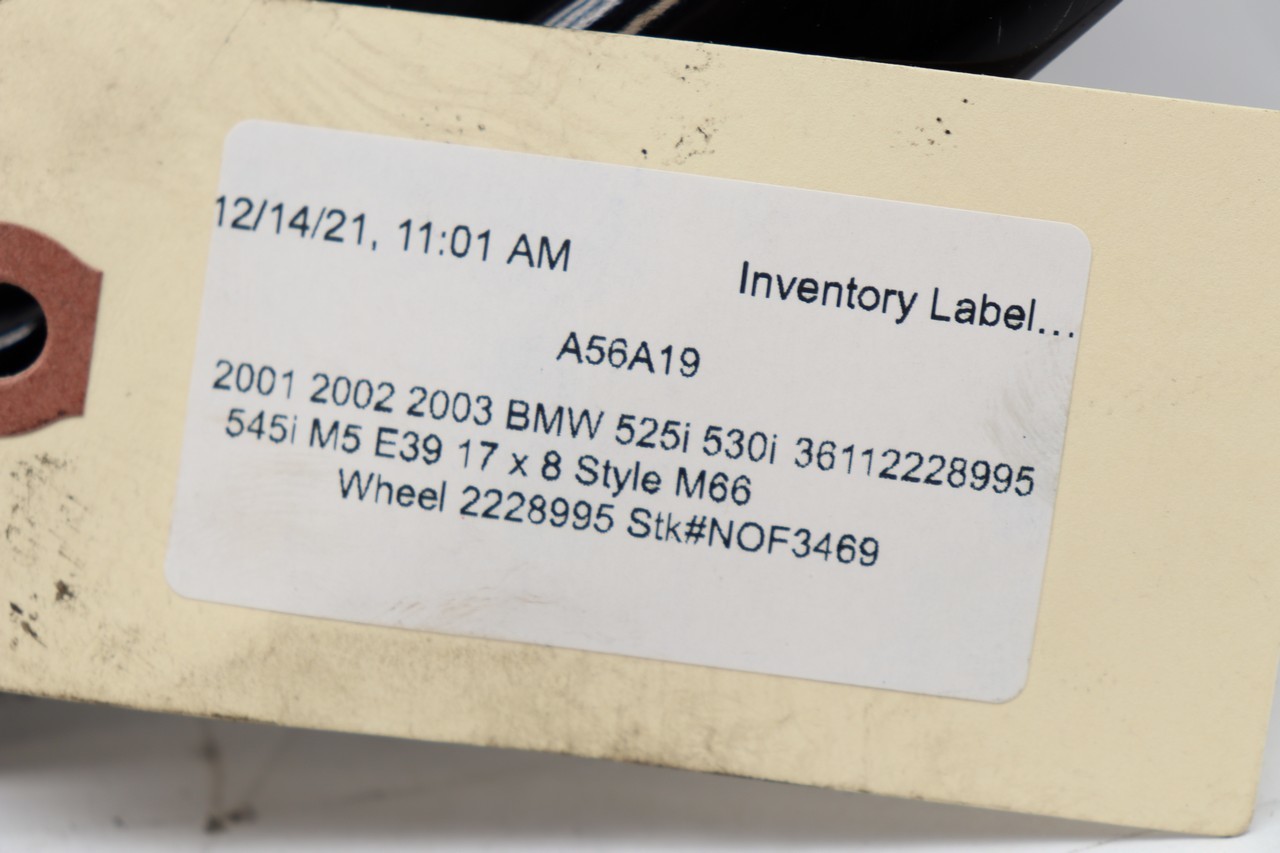 12/14/21, 11:01 AM
Inventory Label...
A56A19
2001 2002 2003 BMW 525i 530i 36112228995
545i M5 E39 17 x 8 Style M66
Wheel 2228995 Stk#NOF3469